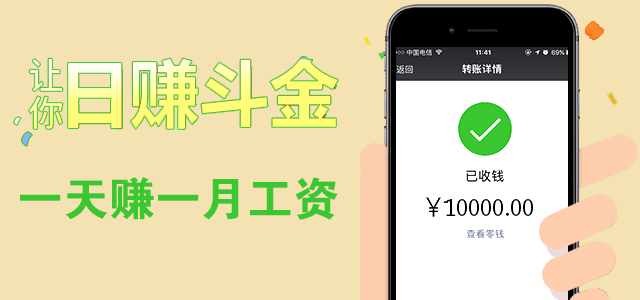 让你
日赚斗金
一天赚一月工资
中国电信 11:41 69%
返回 转账详情
已收钱
￥10000.00
查看零钱